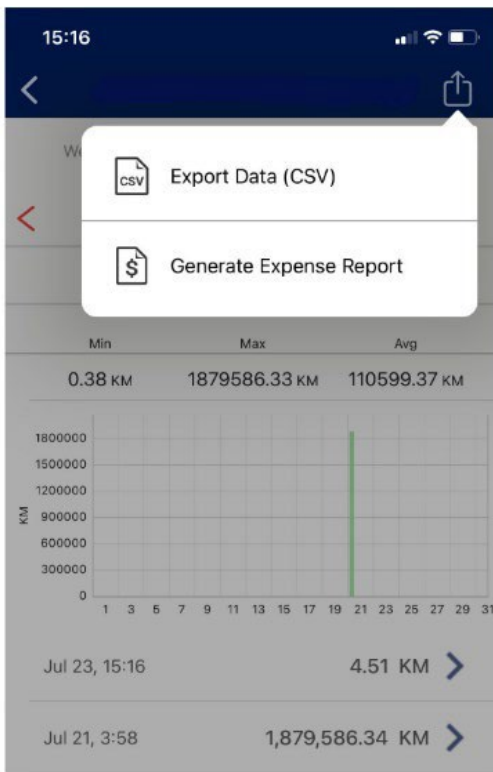 15:16
We
CSV
Export Data (CSV)
$
Generate Expense Report
Min Max Avg
0.38 KM 1879586.33 KM 110599.37 KM
1800000
1500000
1200000
900000
600000
300000
0
KM
1 3 5 7 9 11 13 15 17 19 21 23 25 27 29 31
Jul 23, 15:16 4.51 KM
Jul 21, 3:58 1,879,586.34 KM